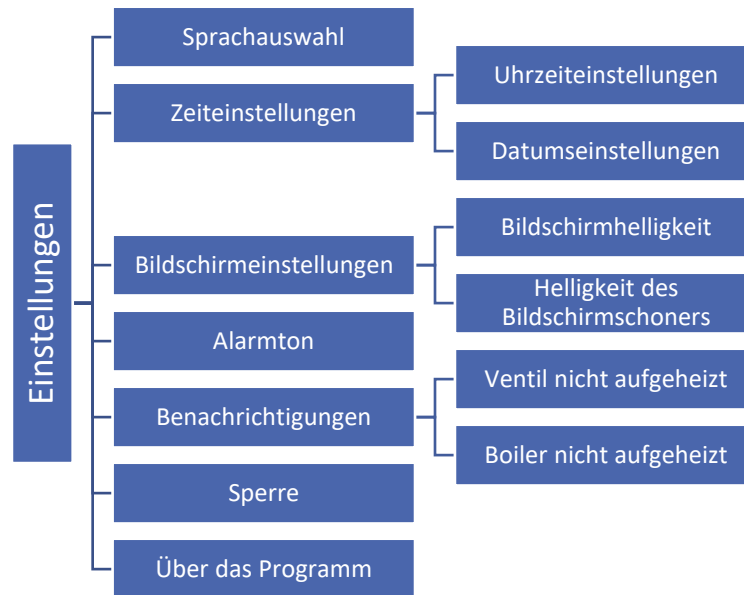 Einstellungen
Sprachauswahl
Zeiteinstellungen
Uhrzeiteinstellungen
Datumseinstellungen
Bildschirmeinstellungen
Bildschirmhelligkeit
Helligkeit des
Bildschirmschoners
Alarmton
Benachrichtigungen
Ventil nicht aufgeheizt
Boiler nicht aufgeheizt
Sperre
Über das Programm